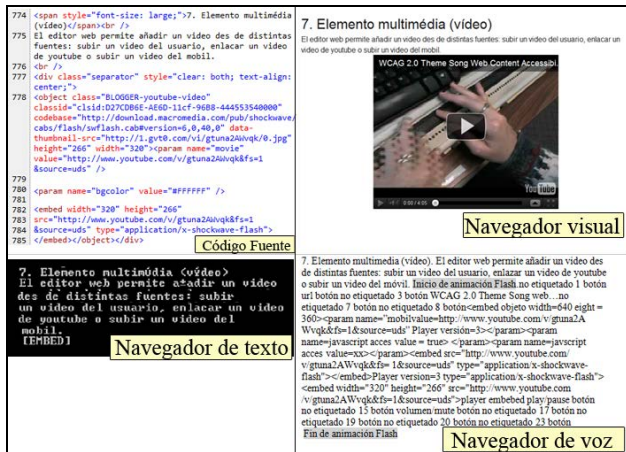 774 <span style="font-size: large;">7. Elemento multimédia
(vídeo)</span><br />
775 El editor web permite añadir un video des de distintas
fuentes: subir un video del usuario, enlacar un video
de youtube o subir un video del mobil.
776 <br />
777 <div class="separator" style="clear: both; text-align:
center;">
778 <object class="BLOGGER-youtube-video"
classid="clsid:D27CDB6E-AE6D-11cf-96B8-444553540000"
codebase="http://download.macromedia.com/pub/shockwave/
cabs/flash/swflash.cab#version=6,0,40,0" data-
thumbnail-src="http://1.gvt0.com/vi/gtuna2AWvqk/0.jpg"
height="266" width="320"><param name="movie"
value="http://www.youtube.com/v/gtuna2AWvqk&fs=1
&source=uds" />
779
780 <param name="bgcolor" value="#FFFFFF" />
781
782 <embed width="320" height="266"
783 src="http://www.youtube.com/v/gtuna2AWvqk&fs=1
784 &source=uds" type="application/x-shockwave-flash">
785 </embed></object></div>
Código Fuente
7. Elemento multimédia (vídeo)
El editor web permite añadir un video des de distintas fuentes: subir un video del usuario, enlacar un
video de youtube o subir un video del mobil.
WCAG 2.0 Theme Song Web Content Accessibi...
0:00 / 4:05
YouTube
Navegador visual
7. Elemento multimúdia (vúdeo)
El editor web permite añadir un video
des de distintas fuentes: subir
un video del usuario, enlacar un video
de youtube o subir un video del
mobil.
[EMBED]
Navegador de texto
7. Elemento multimedia (vídeo). El editor web permite añadir un video
des de distintas fuentes: subir un video del usuario, enlazar un video de youtube
o subir un video del móvil. Inicio de animación Flash.no etiquetado 1 botón
url botón no etiquetado 3 botón WCAG 2.0 Theme Song web…no
etiquetado 7 botón no etiquetado 8 botón<embed objeto width=640 eight =
360><param name="mobilvalue=http://www.youtube.com/v/gtuna2A
Wvqk&fs=1&source=uds" Player versión=3></param><param
name=javascript acces value = true> </param><param name=javscript
acces value=xx></param><embed src="http://www.youtube.com/
v/gtuna2AWvqk&fs= 1&source=uds" type="application/x-shockwave-
flash"></embed>Player version=3 type="application/x-shockwave-flash">
<embed width="320" height="266" src="http://www.youtube.com
/v/gtuna2AWvqk&fs=1&source=uds">player embebed play/pause botón
no etiquetado 15 botón volumen/mute botón no etiquetado 17 botón no
etiquetado 19 botón no etiquetado 20 botón no etiquetado 23 botón
Fin de animación Flash
Navegador de voz